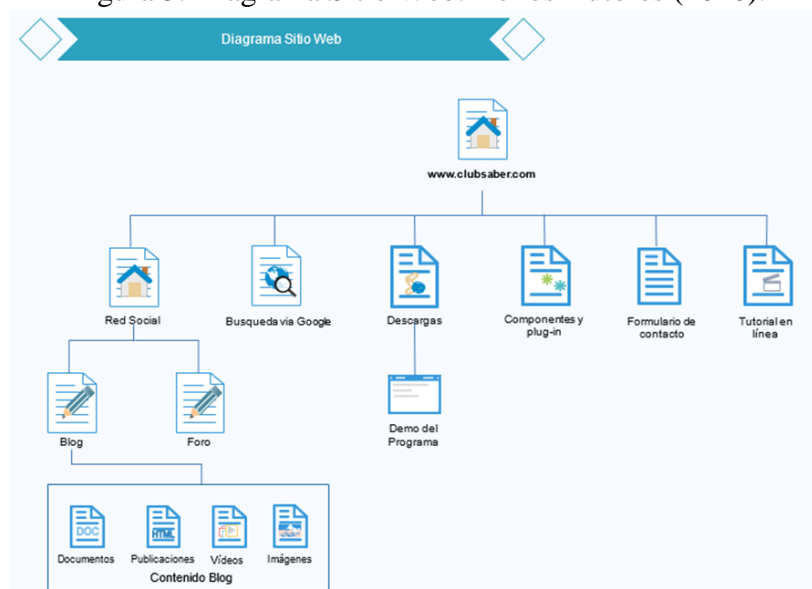 Diagrama Sitio Web
www.clubsaber.com
Red Social
Busqueda via Google
Descargas
Componentes y
plug-in
Formulario de
contacto
Tutorial en
línea
Blog
Foro
Demo del
Programa
DOC
HTML
Documentos
Publicaciones
Vídeos
Imágenes
Contenido Blog